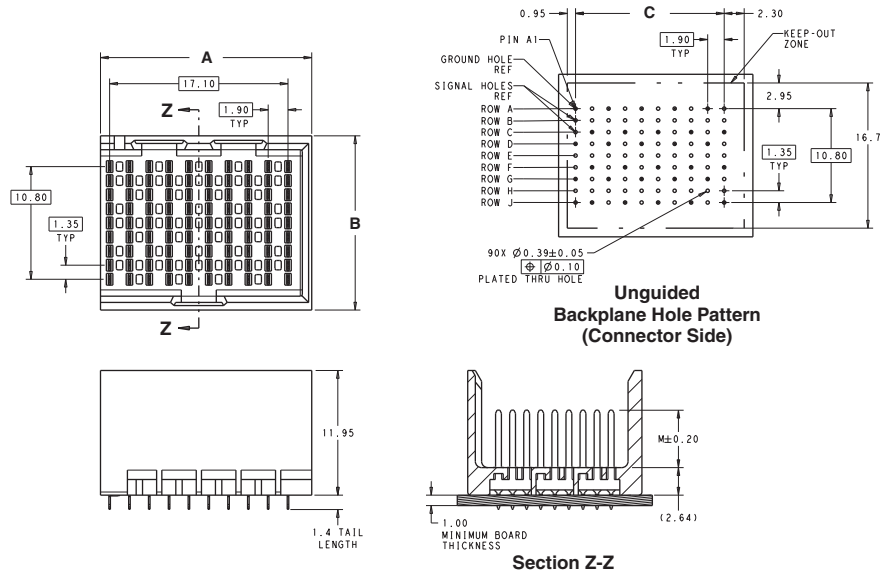 A
17.10
Z
1.90
TYP
10.80
1.35
TYP
B
Z
0.95
C
2.30
PIN A1
1.90
TYP
KEEP-OUT
ZONE
GROUND HOLE
REF
SIGNAL HOLES
REF
2.95
ROW A
ROW B
ROW C
ROW D
ROW E
ROW F
ROW G
ROW H
ROW J
1.35
TYP
10.80
16.7
90X Ø0.39±0.05
⌖ Ø0.10
PLATED THRU HOLE
Unguided
Backplane Hole Pattern
(Connector Side)
11.95
1.4 TAIL
LENGTH
M±0.20
(2.64)
1.00
MINIMUM BOARD
THICKNESS
Section Z-Z